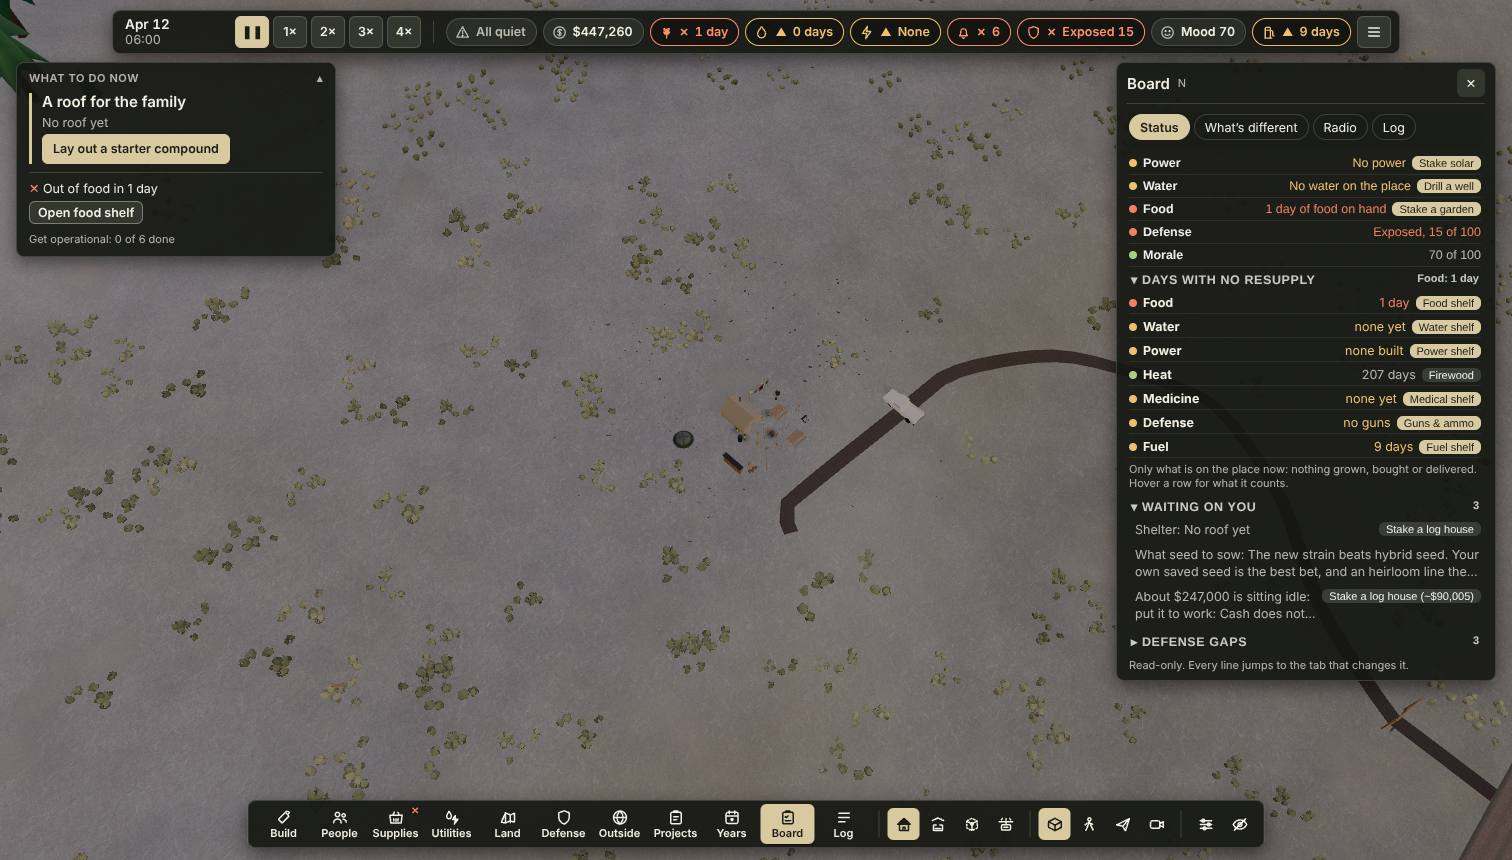 Apr 12
06:00
1×
2×
3×
4×
All quiet
$447,260
× 1 day
0 days
None
× 6
× Exposed 15
Mood 70
9 days
WHAT TO DO NOW
A roof for the family
No roof yet
Lay out a starter compound
× Out of food in 1 day
Open food shelf
Get operational: 0 of 6 done
Board N
Status What's different Radio Log
Power No power Stake solar
Water No water on the place Drill a well
Food 1 day of food on hand Stake a garden
Defense Exposed, 15 of 100
Morale 70 of 100
▾ DAYS WITH NO RESUPPLY Food: 1 day
Food 1 day Food shelf
Water none yet Water shelf
Power none built Power shelf
Heat 207 days Firewood
Medicine none yet Medical shelf
Defense no guns Guns & ammo
Fuel 9 days Fuel shelf
Only what is on the place now: nothing grown, bought or delivered.
Hover a row for what it counts.
▾ WAITING ON YOU 3
Shelter: No roof yet Stake a log house
What seed to sow: The new strain beats hybrid seed. Your
own saved seed is the best bet, and an heirloom line the...
About $247,000 is sitting idle: Stake a log house (~$90,005)
put it to work: Cash does not...
▸ DEFENSE GAPS 3
Read-only. Every line jumps to the tab that changes it.
Build
People
Supplies
Utilities
Land
Defense
Outside
Projects
Years
Board
Log